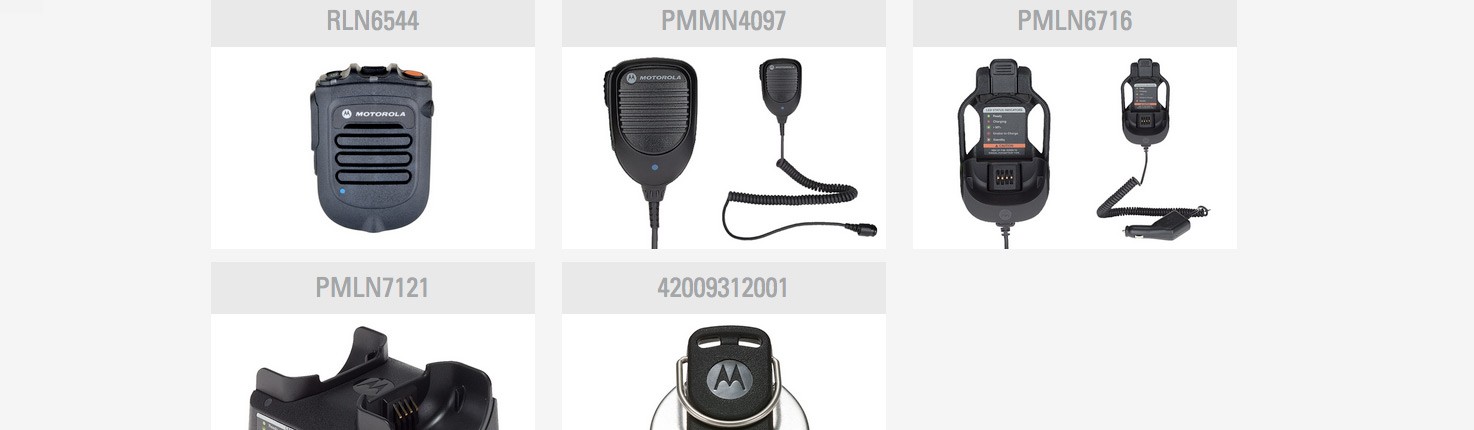 RLN6544
PMMN4097
PMLN6716
MOTOROLA
MOTOROLA
PMLN7121
42009312001